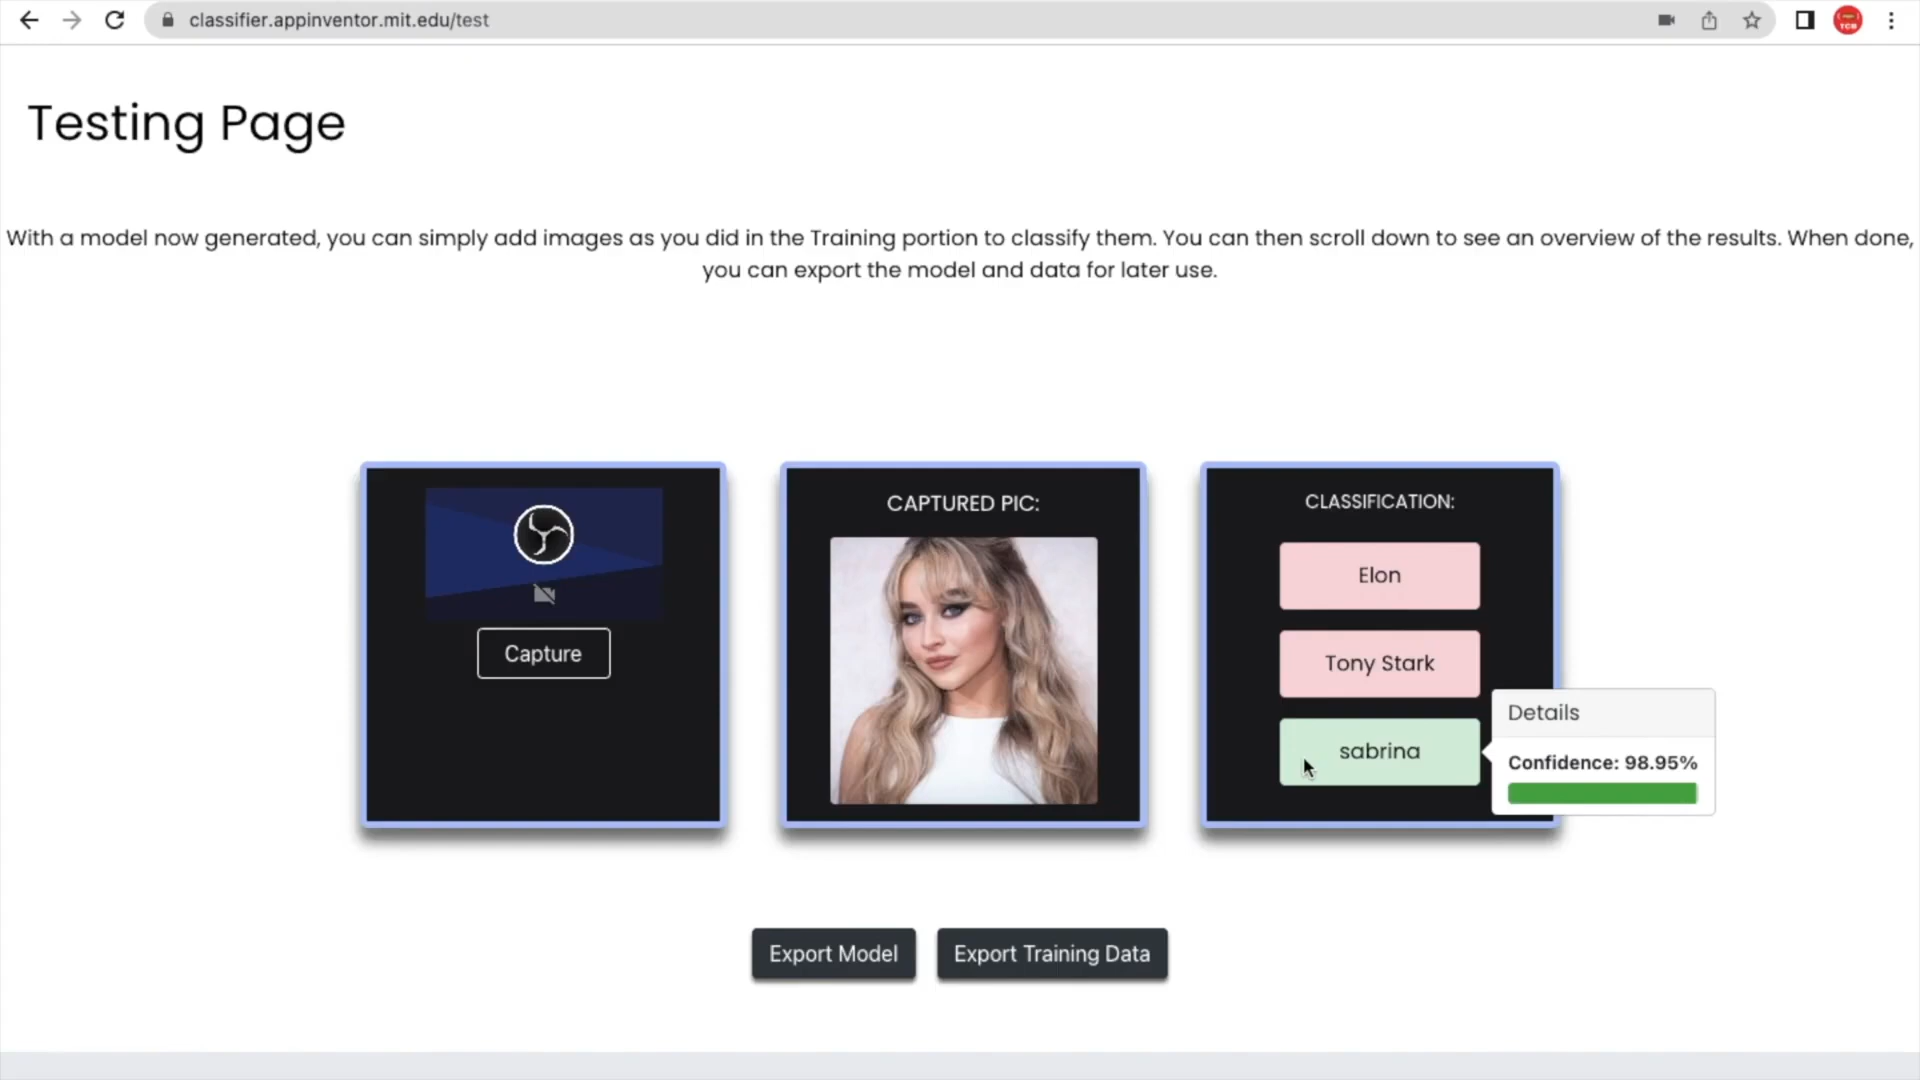 classifier.appinventor.mit.edu/test
TCB
Testing Page
With a model now generated, you can simply add images as you did in the Training portion to classify them. You can then scroll down to see an overview of the results. When done,
you can export the model and data for later use.
Capture
CAPTURED PIC:
CLASSIFICATION:
Elon
Tony Stark
sabrina
Details
Confidence: 98.95%
Export Model
Export Training Data